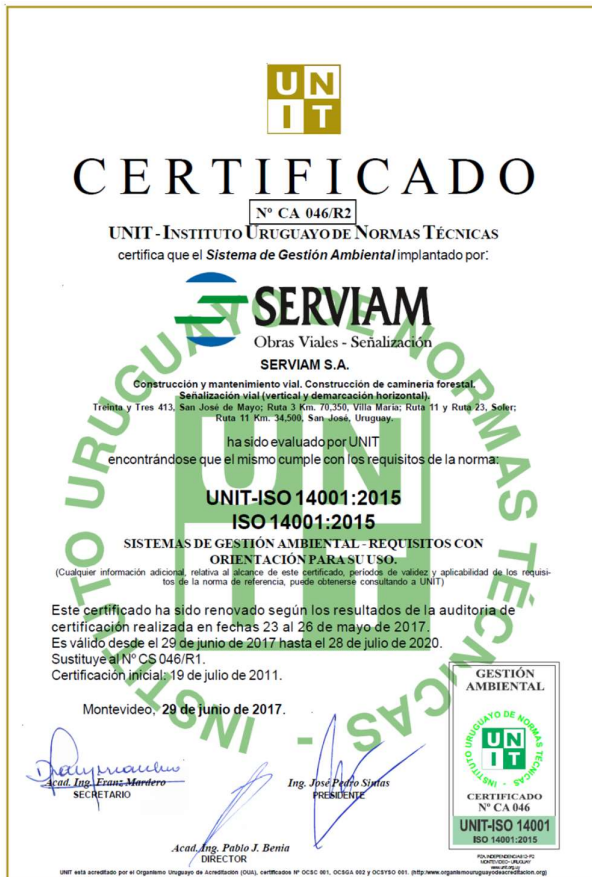 UN
IT
CERTIFICADO
Nº CA 046/R2
UNIT - INSTITUTO URUGUAYO DE NORMAS TÉCNICAS
certifica que el Sistema de Gestión Ambiental implantado por:
SERVIAM
Obras Viales - Señalización
SERVIAM S.A.
Construcción y mantenimiento vial. Construcción de caminería forestal.
Señalización vial (vertical y demarcación horizontal).
Treinta y Tres 413, San José de Mayo; Ruta 3 Km. 70,350, Villa María; Ruta 11 y Ruta 23, Soler;
Ruta 11 Km. 34,500, San José, Uruguay.
ha sido evaluado por UNIT
encontrándose que el mismo cumple con los requisitos de la norma:
UNIT-ISO 14001:2015
ISO 14001:2015
SISTEMAS DE GESTIÓN AMBIENTAL - REQUISITOS CON
ORIENTACIÓN PARA SU USO.
(Cualquier información adicional, relativa al alcance de este certificado, períodos de validez y aplicabilidad de los requisi-
tos de la norma de referencia, puede obtenerse consultando a UNIT)
Este certificado ha sido renovado según los resultados de la auditoria de
certificación realizada en fechas 23 al 26 de mayo de 2017.
Es válido desde el 29 de junio de 2017 hasta el 28 de julio de 2020.
Sustituye al Nº CS 046/R1.
Certificación inicial: 19 de julio de 2011.
Montevideo, 29 de junio de 2017.
INSTITUTO URUGUAYO DE NORMAS TÉCNICAS -
UN
IT
Acad. Ing. Franz Mardero
SECRETARIO
Ing. José Pedro Sintas
PRESIDENTE
Acad. Ing. Pablo J. Benia
DIRECTOR
GESTIÓN
AMBIENTAL
INSTITUTO URUGUAYO DE NORMAS TÉCNICAS -
UN
IT
CERTIFICADO
Nº CA 046
UNIT-ISO 14001
ISO 14001:2015
MONTEVIDEO - URUGUAY
UNIT está acreditado por el Organismo Uruguayo de Acreditación (OUA), certificados Nº OCSC 001, OCSGA 002 y OCSYSO 001. (http:/www.organismouruguayodeacreditacion.org)